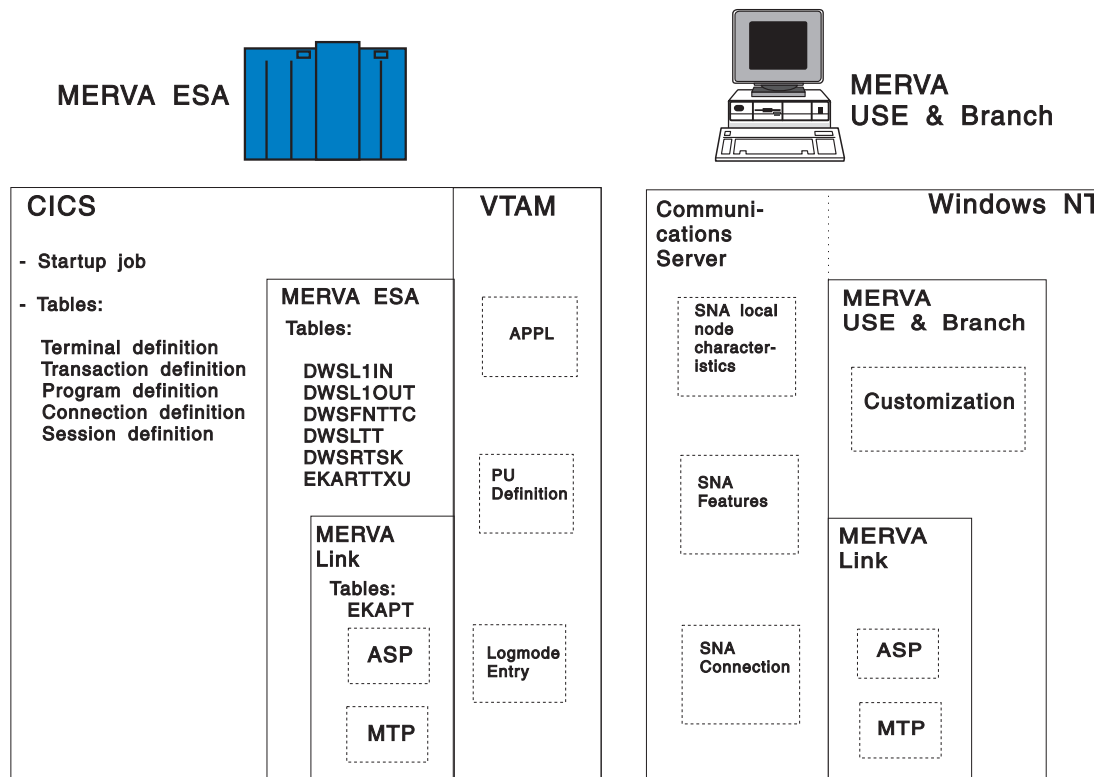 MERVA ESA
MERVA
USE & Branch
CICS
- Startup job
- Tables:
Terminal definition
Transaction definition
Program definition
Connection definition
Session definition
MERVA ESA
Tables:
DWSL1IN
DWSL1OUT
DWSFNTTC
DWSLTT
DWSRTSK
EKARTTXU
MERVA
Link
Tables:
EKAPT
ASP
MTP
VTAM
APPL
PU
Definition
Logmode
Entry
Communi-
cations
Server
SNA local
node
character-
istics
SNA
Features
SNA
Connection
Windows NT
MERVA
USE & Branch
Customization
MERVA
Link
ASP
MTP